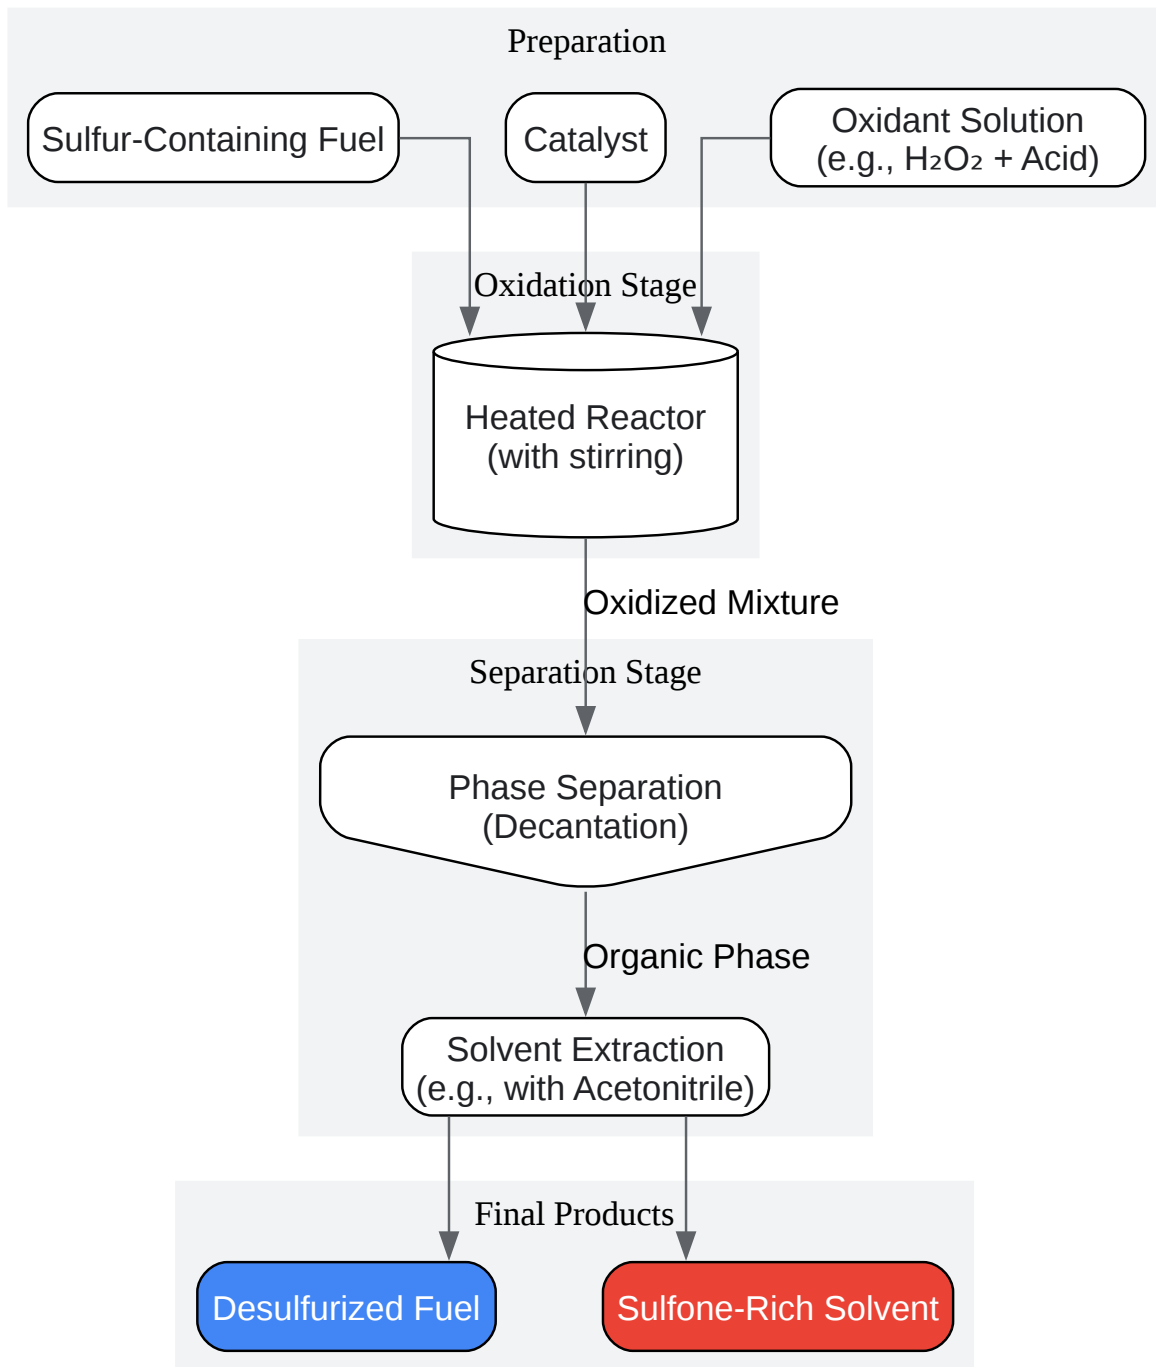 Preparation
Sulfur-Containing Fuel
Catalyst
Oxidant Solution
(e.g., H₂O₂ + Acid)
Oxidation Stage
Heated Reactor
(with stirring)
Oxidized Mixture
Separation Stage
Phase Separation
(Decantation)
Organic Phase
Solvent Extraction
(e.g., with Acetonitrile)
Final Products
Desulfurized Fuel
Sulfone-Rich Solvent